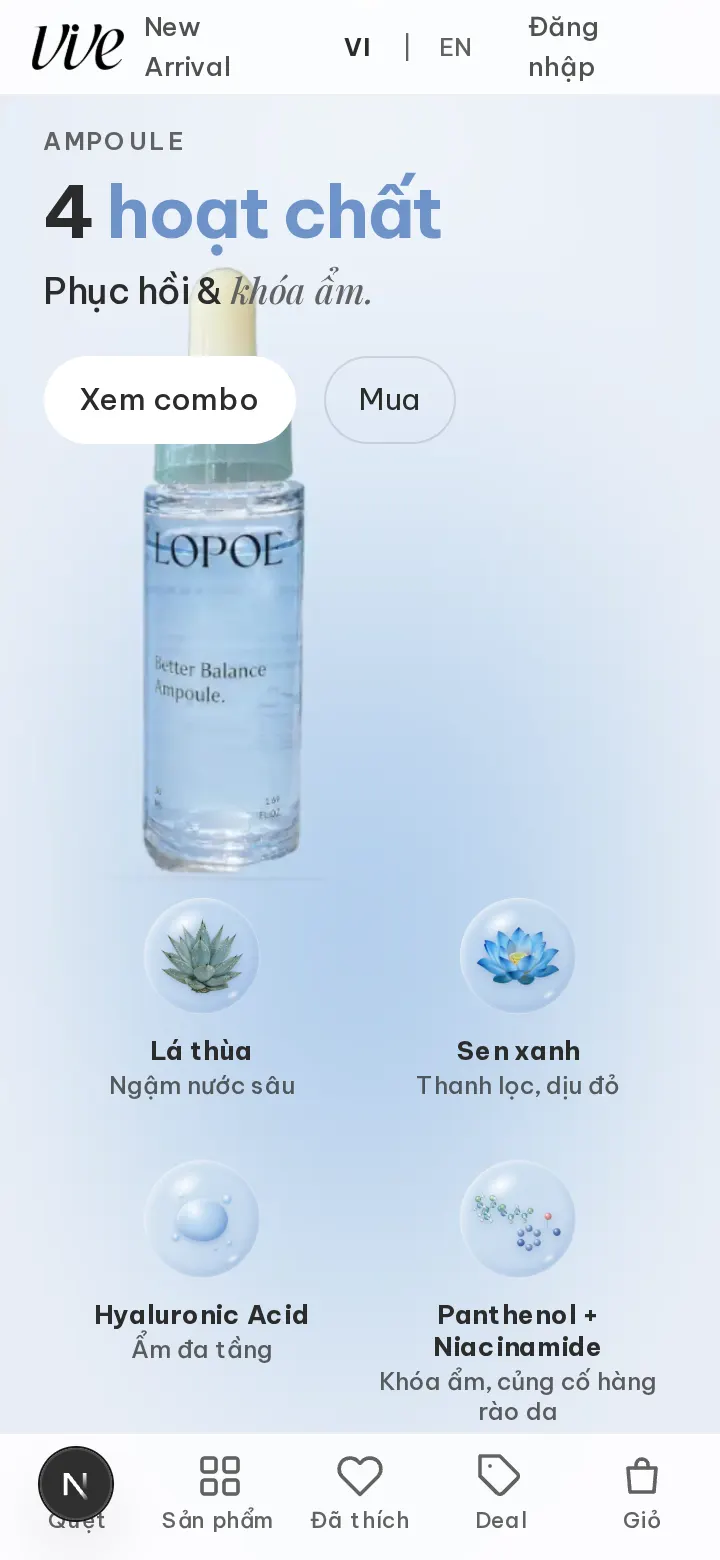 ViVe
New
Arrival
VI | EN
Đăng
nhập
AMPOULE
4 hoạt chất
Phục hồi & khóa ẩm.
Xem combo
Mua
LOPOE
Better Balance
Ampoule.
Lá thùa
Ngậm nước sâu
Sen xanh
Thanh lọc, dịu đỏ
Hyaluronic Acid
Ẩm đa tầng
Panthenol +
Niacinamide
Khóa ẩm, củng cố hàng
rào da
N
Quét
Sản phẩm
Đã thích
Deal
Giỏ